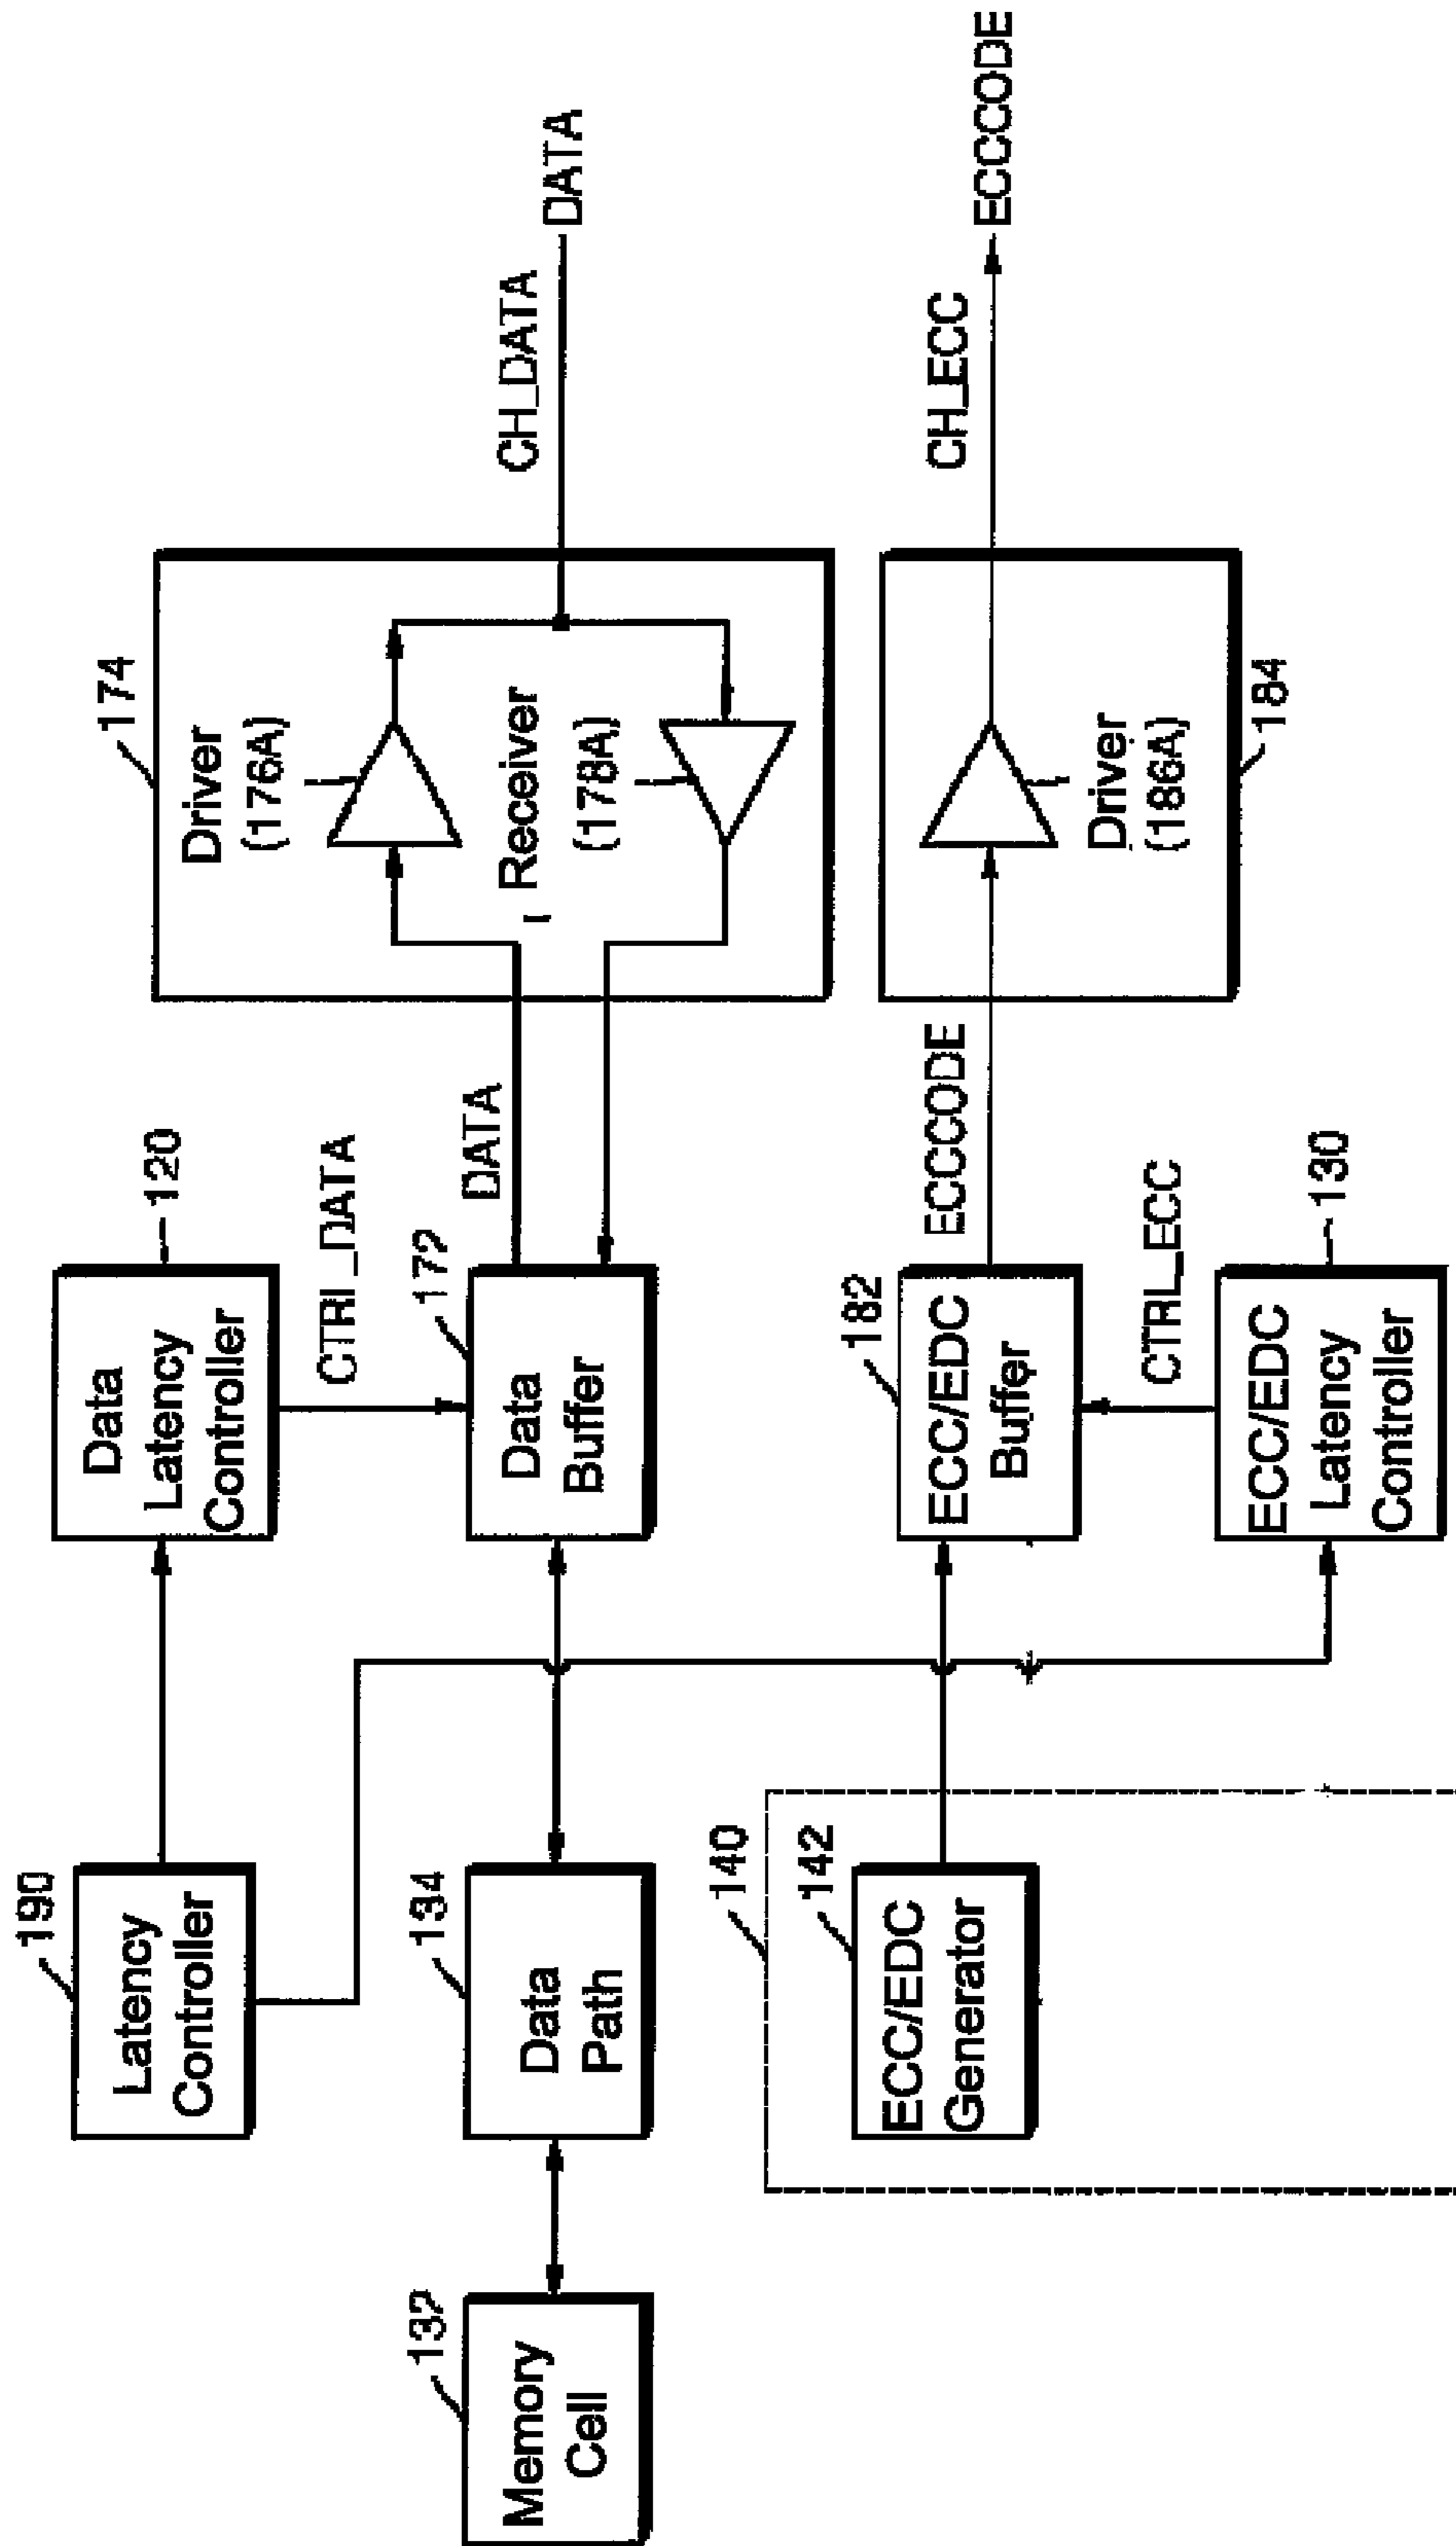 190
Latency
Controller
Data
Latency
Controller
120
CTRL_DATA
132
Memory
Cell
134
Data
Path
172
Data
Buffer
DATA
174
Driver
(176A)
Receiver
(178A)
CH_DATA
DATA
140
142
ECC/EDC
Generator
182
ECC/EDC
Buffer
ECCCODE
Driver
(186A)
184
CH_ECC
ECCCODE
CTRL_ECC
ECC/EDC
Latency
Controller
130